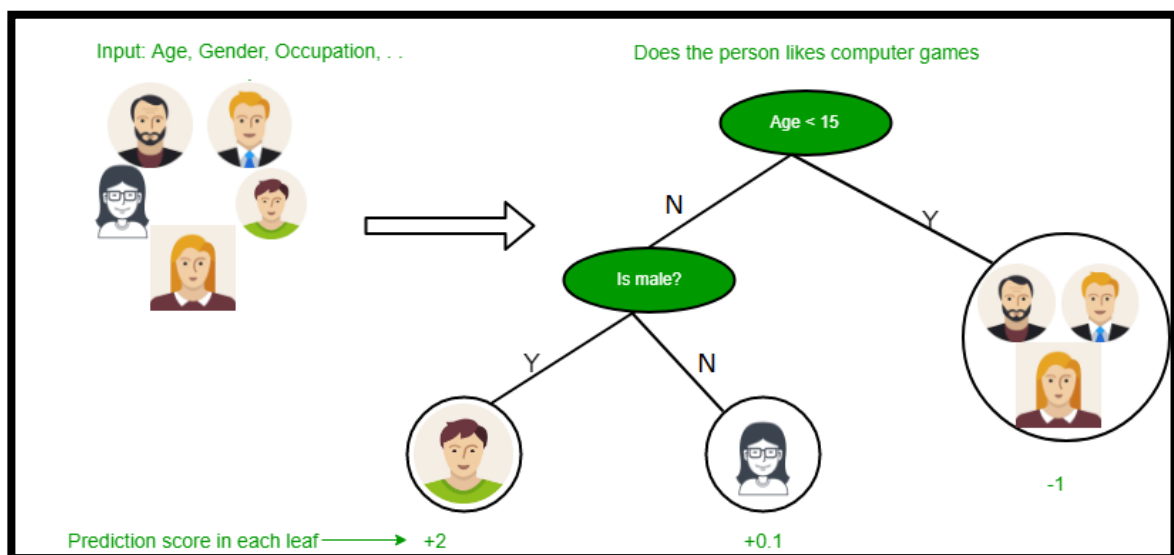 Input: Age, Gender, Occupation, . .
.
Does the person likes computer games
Age < 15
N
Y
Is male?
Y
N
-1
Prediction score in each leaf
+2
+0.1